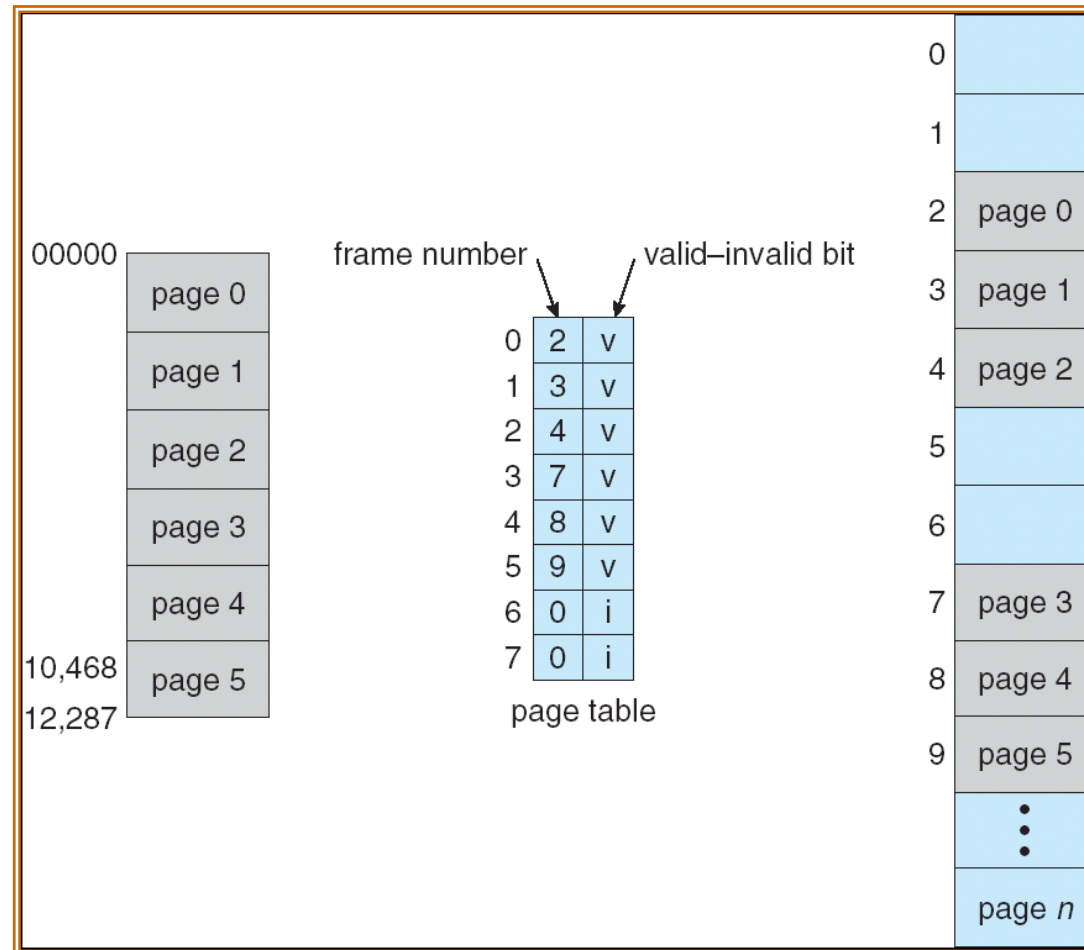 00000
page 0
page 1
page 2
page 3
page 4
10,468
page 5
12,287
frame number
valid–invalid bit
0 2 v
1 3 v
2 4 v
3 7 v
4 8 v
5 9 v
6 0 i
7 0 i
page table
0
1
2 page 0
3 page 1
4 page 2
5
6
7 page 3
8 page 4
9 page 5
page n